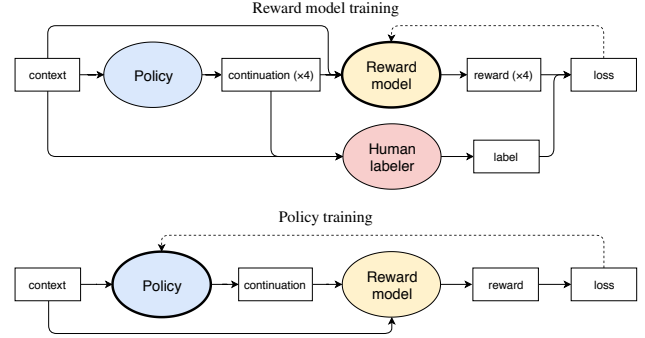 Reward model training
context
Policy
continuation (×4)
Reward
model
reward (×4)
loss
Human
labeler
label
Policy training
context
Policy
continuation
Reward
model
reward
loss